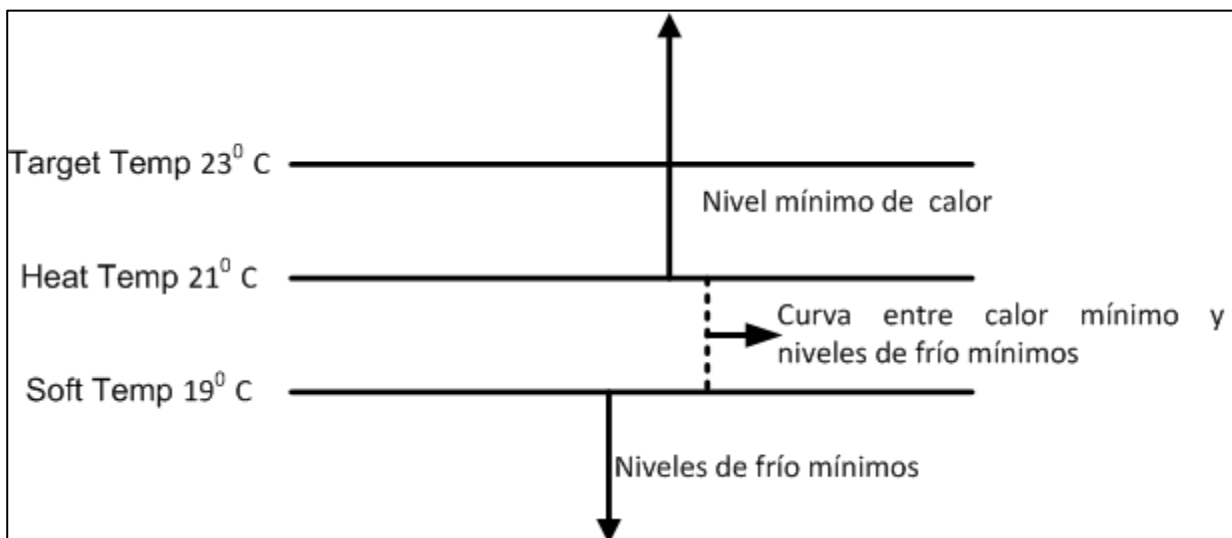 Target Temp 23⁰ C
Nivel mínimo de calor
Heat Temp 21⁰ C
Curva entre calor mínimo y
niveles de frío mínimos
Soft Temp 19⁰ C
Niveles de frío mínimos